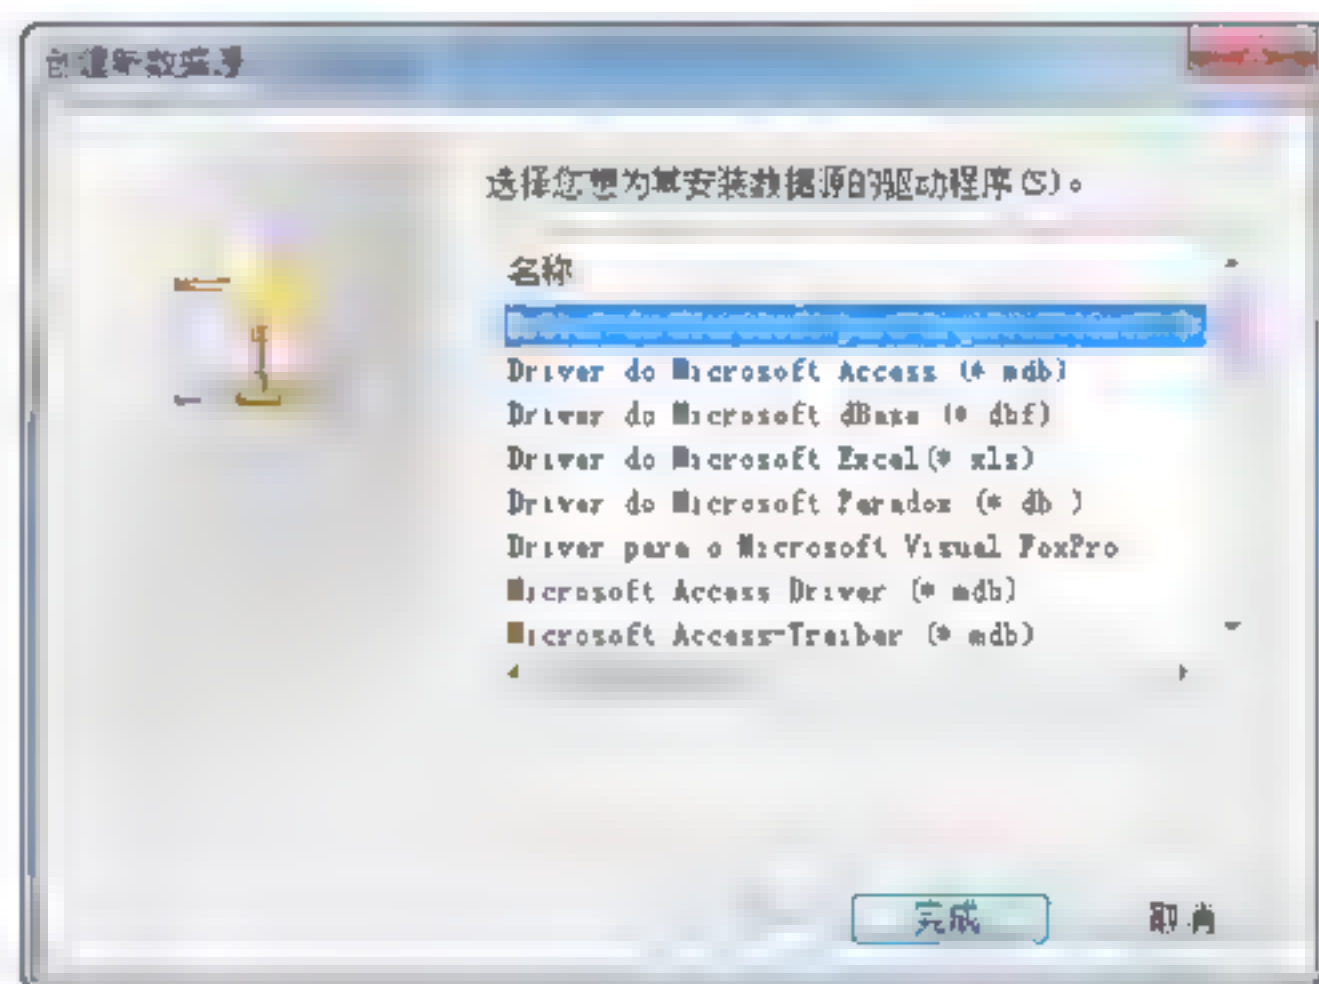 创建新数据源
选择您想为其安装数据源的驱动程序(S)。
名称
Driver do Microsoft Access (* mdb)
Driver do Microsoft dBase (* dbf)
Driver do Microsoft Excel(* xls)
Driver do Microsoft Paradox (* db )
Driver para o Microsoft Visual FoxPro
Microsoft Access Driver (* mdb)
Microsoft Access-Treiber (* mdb)
完成
取消